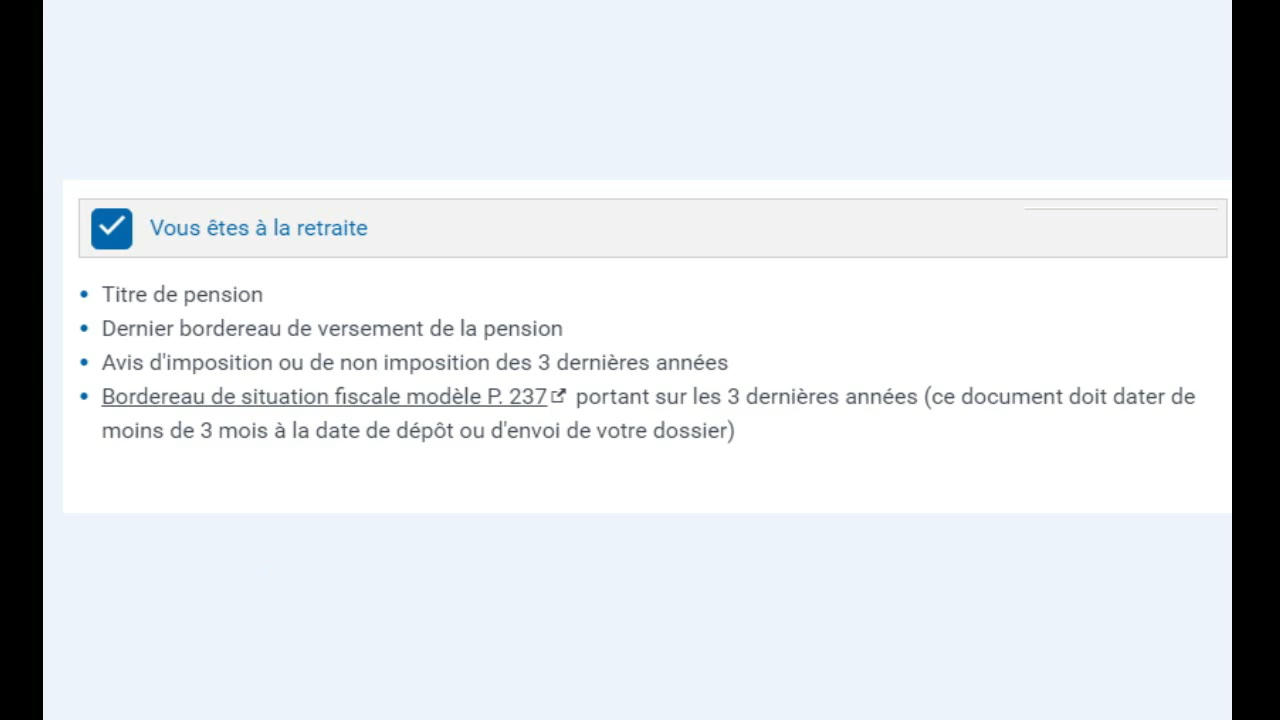 Vous êtes à la retraite
• Titre de pension
• Dernier bordereau de versement de la pension
• Avis d'imposition ou de non imposition des 3 dernières années
• Bordereau de situation fiscale modèle P. 237 portant sur les 3 dernières années (ce document doit dater de
moins de 3 mois à la date de dépôt ou d'envoi de votre dossier)